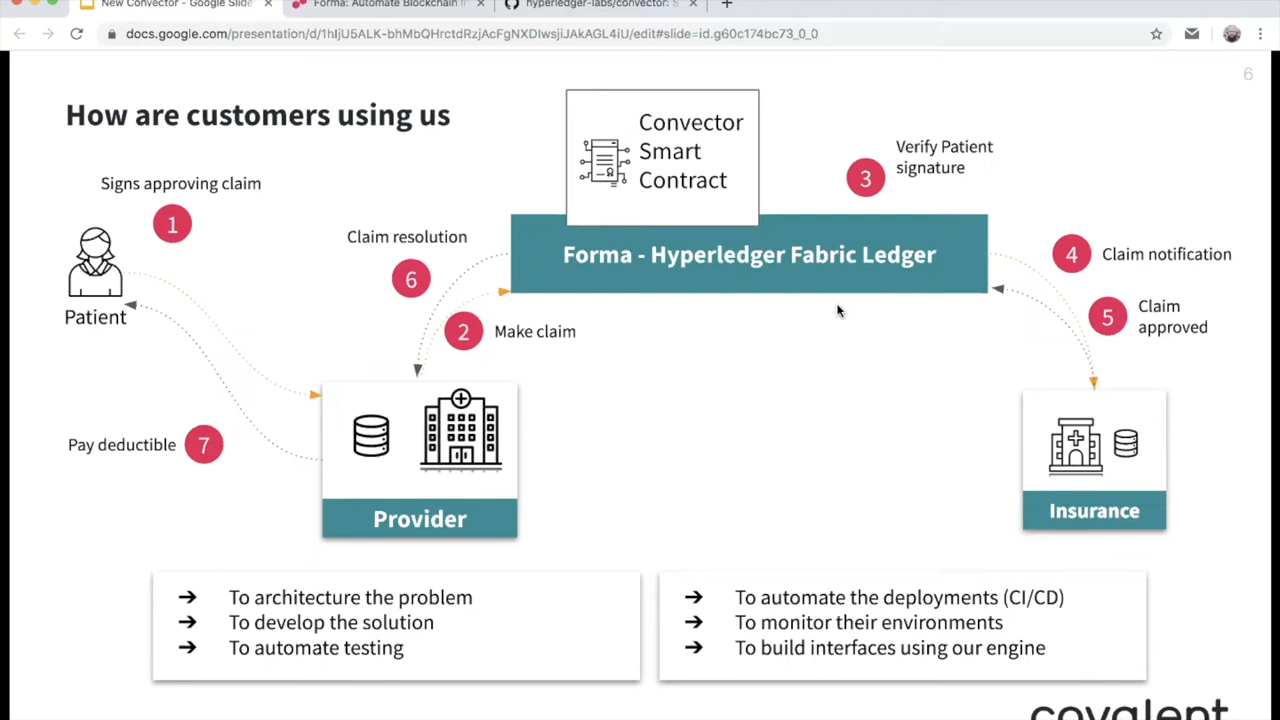 New Convector - Google Slide
Forma: Automate Blockchain
hyperledger-labs/convector: S
docs.google.com/presentation/d/1hIjU5ALK-bhMbQHrctdRzjAcFgNXDIwsjiJAkAGL4iU/edit#slide=id.g60c174bc73_0_0
6
How are customers using us
Convector
Smart
Contract
Verify Patient
signature
3
Signs approving claim
1
Claim resolution
6
Forma - Hyperledger Fabric Ledger
4
Claim notification
Patient
2
Make claim
5
Claim
approved
Pay deductible
7
Provider
Insurance
➔ To architecture the problem
➔ To develop the solution
➔ To automate testing
➔ To automate the deployments (CI/CD)
➔ To monitor their environments
➔ To build interfaces using our engine
covalent